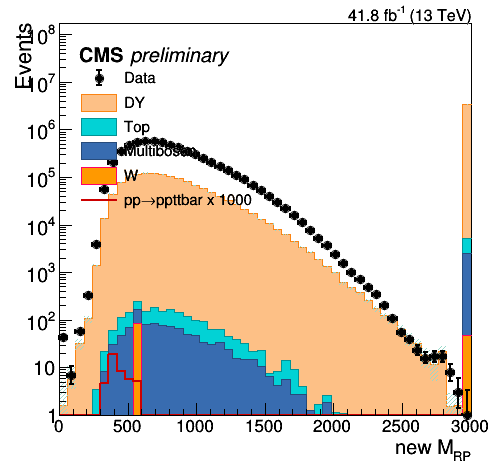 41.8 fb⁻¹ (13 TeV)
Events
CMS preliminary
Data
DY
Top
Multiboson
W
pp→ppttbar x 1000
10⁸
10⁷
10⁶
10⁵
10⁴
10³
10²
10
1
0 500 1000 1500 2000 2500 3000
new M_RP